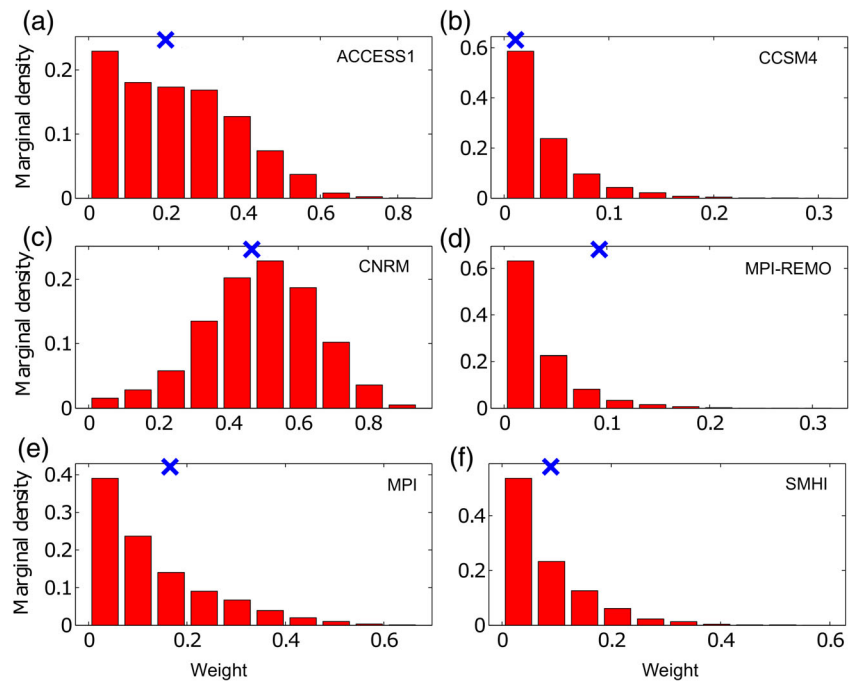 (a)
Marginal density
0.2
0.1
0
ACCESS1
0 0.2 0.4 0.6 0.8
(b)
0.6
0.4
0.2
0
CCSM4
0 0.1 0.2 0.3
(c)
Marginal density
0.2
0.1
0
CNRM
0 0.2 0.4 0.6 0.8
(d)
0.6
0.4
0.2
0
MPI-REMO
0 0.1 0.2 0.3
(e)
Marginal density
0.4
0.3
0.2
0.1
0
MPI
0 0.2 0.4 0.6
Weight
(f)
0.4
0.2
0
SMHI
0 0.2 0.4 0.6
Weight